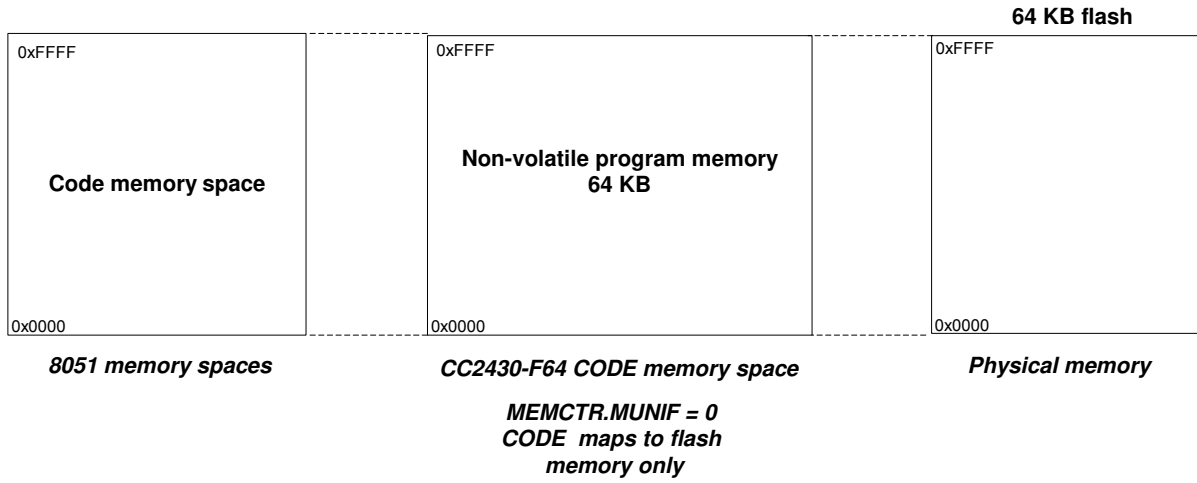 64 KB flash
0xFFFF
0xFFFF
0xFFFF
Code memory space
Non-volatile program memory
64 KB
0x0000
0x0000
0x0000
8051 memory spaces
CC2430-F64 CODE memory space
Physical memory
MEMCTR.MUNIF = 0
CODE maps to flash
memory only